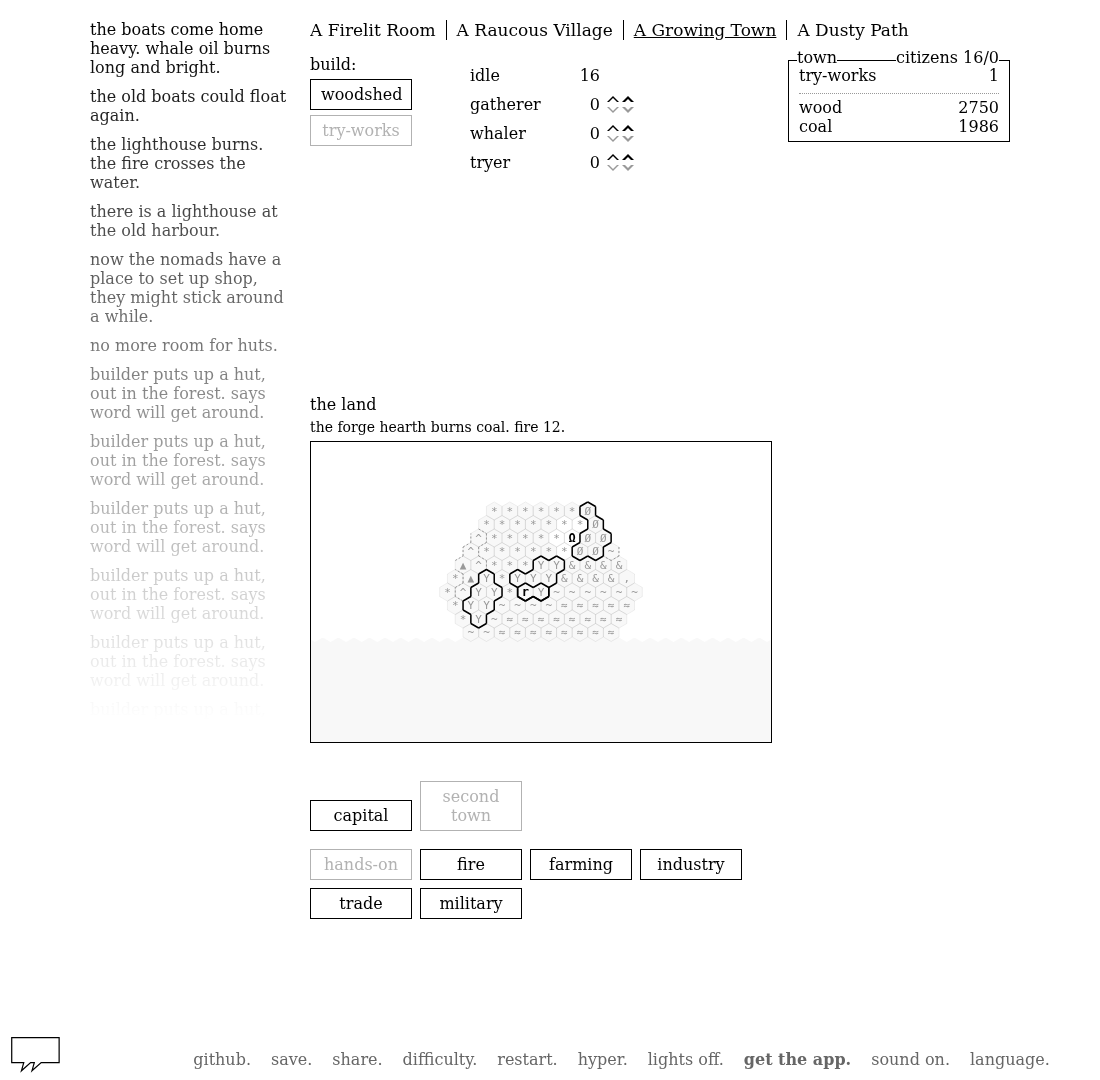 the boats come home
heavy. whale oil burns
long and bright.
the old boats could float
again.
the lighthouse burns.
the fire crosses the
water.
there is a lighthouse at
the old harbour.
now the nomads have a
place to set up shop,
they might stick around
a while.
no more room for huts.
builder puts up a hut,
out in the forest. says
word will get around.
builder puts up a hut,
out in the forest. says
word will get around.
builder puts up a hut,
out in the forest. says
word will get around.
builder puts up a hut,
out in the forest. says
word will get around.
builder puts up a hut,
out in the forest. says
word will get around.
builder puts up a hut,
A Firelit Room | A Raucous Village | A Growing Town | A Dusty Path
build:
woodshed
try-works
idle 16
gatherer 0
whaler 0
tryer 0
town citizens 16/0
try-works 1
wood 2750
coal 1986
the land
the forge hearth burns coal. fire 12.
* * * * * * Ø
* * * * * * * Ø
^ * * * * * Ω Ø Ø
^ * * * * * * Ø Ø ~
▲ ^ * * * Y Y & & & &
* ▲ Y * Y Y Y & & & & ,
* ^ Y Y * r Y ~ ~ ~ ~ ~ ~
* Y Y ~ ~ ~ ~ ≈ ≈ ≈ ≈ ≈
* Y ~ ≈ ≈ ≈ ≈ ≈ ≈ ≈ ≈
~ ~ ≈ ≈ ≈ ≈ ≈ ≈ ≈ ≈
capital
second
town
hands-on
fire
farming
industry
trade
military
github. save. share. difficulty. restart. hyper. lights off. get the app. sound on. language.